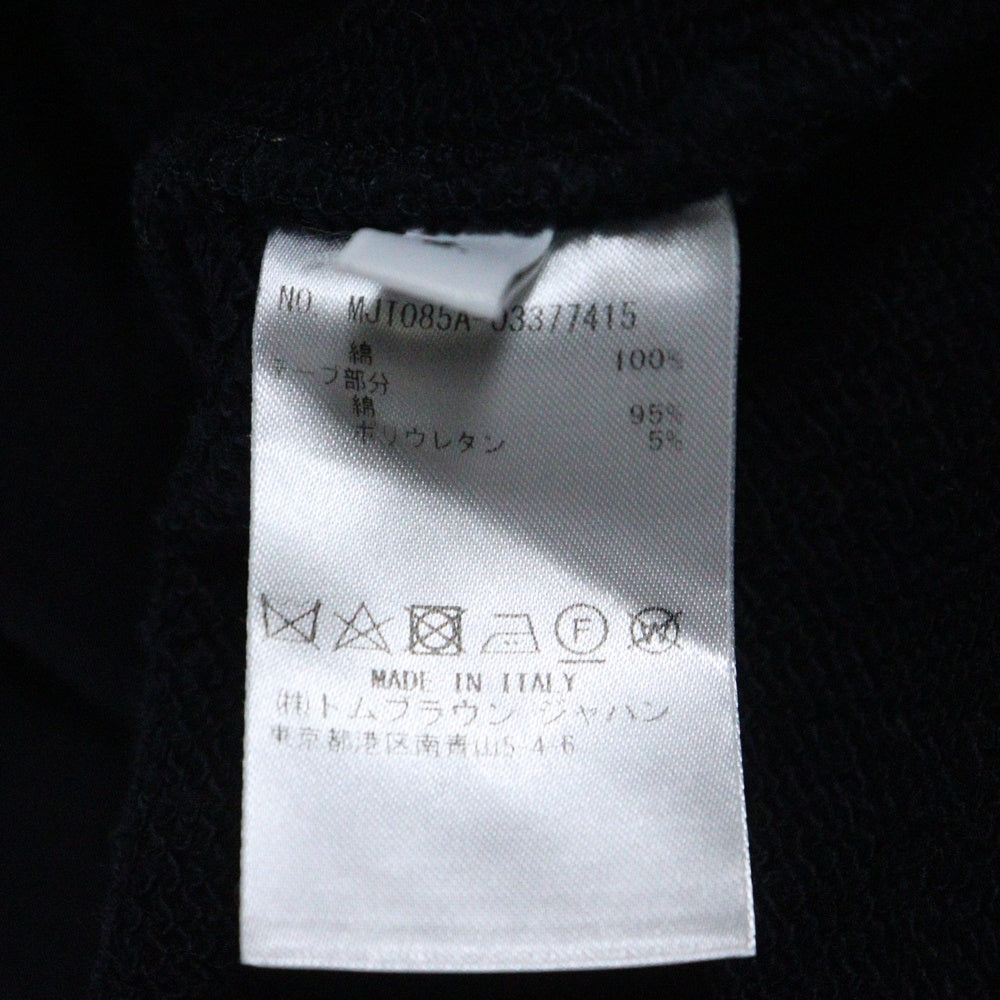 NO MJT085A-03377415
綿 100%
テープ部分
綿 95%
ポリウレタン 5%
F
W
MADE IN ITALY
(株)トムブラウン ジャパン
東京都港区南青山5-4-6